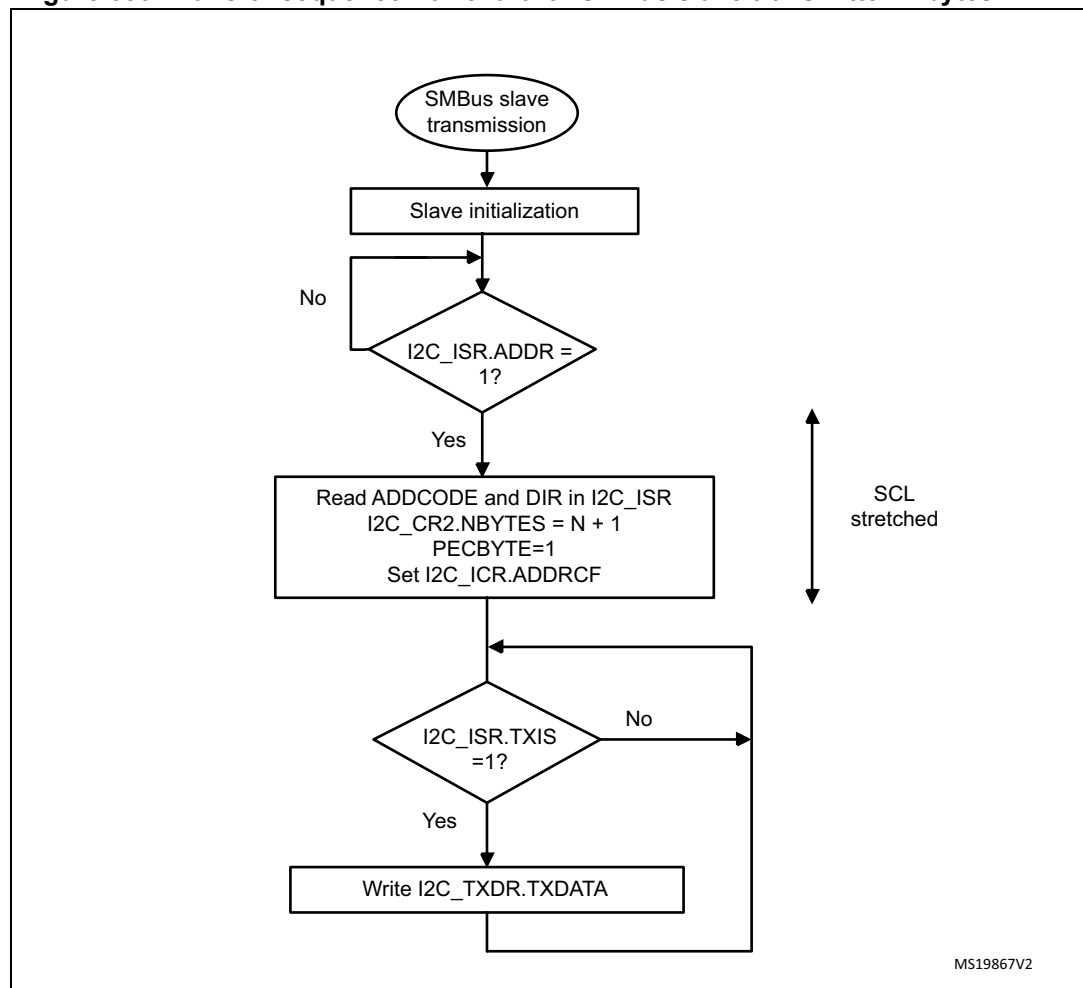 SMBus slave
transmission
Slave initialization
No
I2C_ISR.ADDR =
1?
Yes
Read ADDCODE and DIR in I2C_ISR
I2C_CR2.NBYTES = N + 1
PECBYTE=1
Set I2C_ICR.ADDRCF
SCL
stretched
I2C_ISR.TXIS
=1?
No
Yes
Write I2C_TXDR.TXDATA
MS19867V2